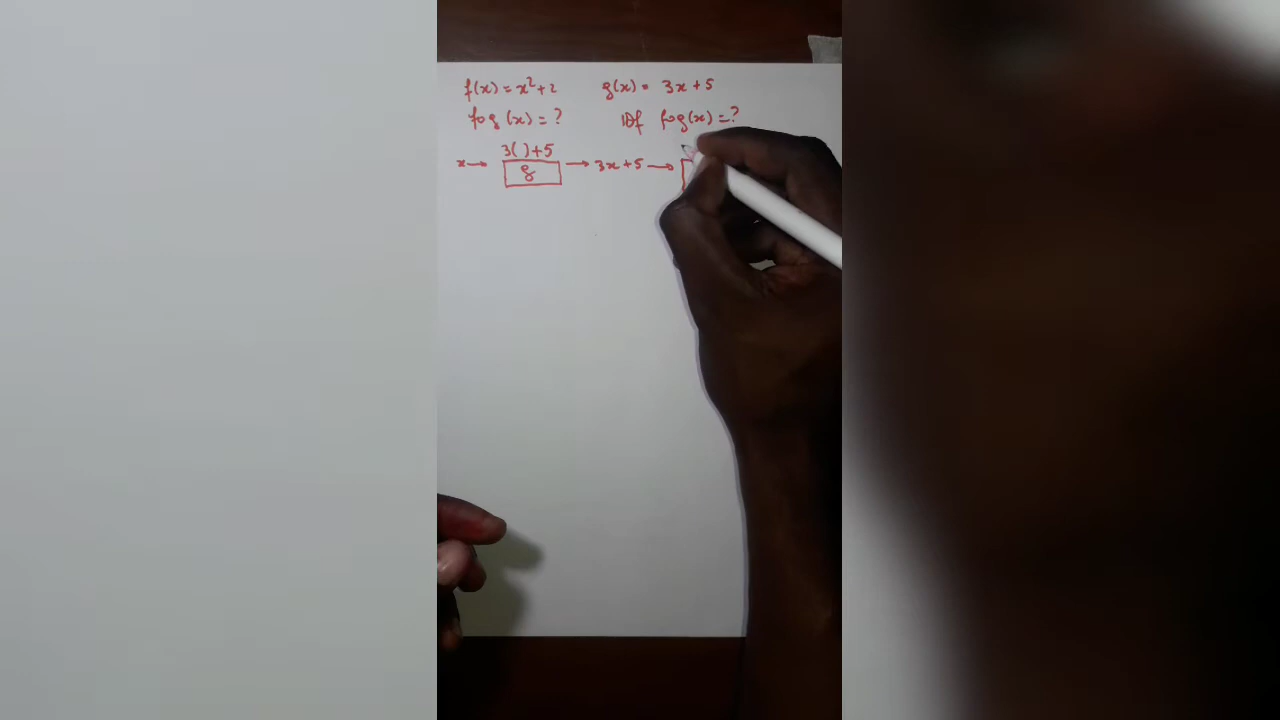 f(x) = x²+2 g(x) = 3x+5
fog(x) = ? Df fog(x) = ?
3( )+5
x → g → 3x+5 →